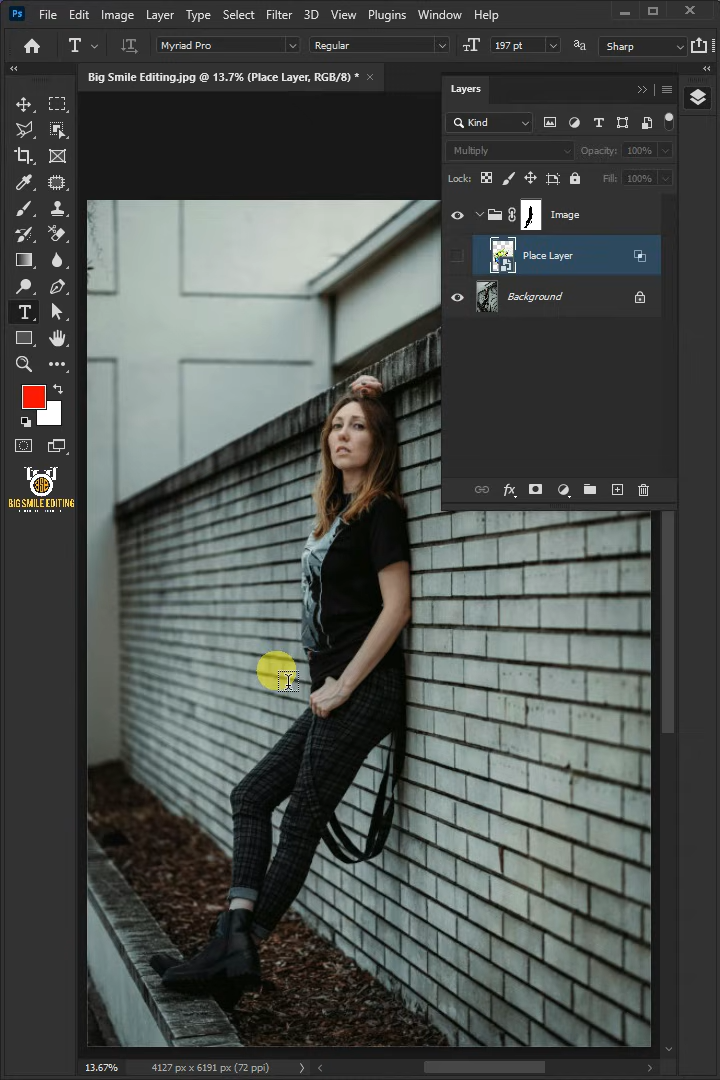 Ps File Edit Image Layer Type Select Filter 3D View Plugins Window Help
T Myriad Pro Regular 197 pt aa Sharp
Big Smile Editing.jpg @ 13.7% (Place Layer, RGB/8) *
Layers
Kind
Multiply Opacity: 100%
Lock: Fill: 100%
Image
Place Layer
Background
BIG SMILE EDITING
13.67% 4127 px x 6191 px (72 ppi)